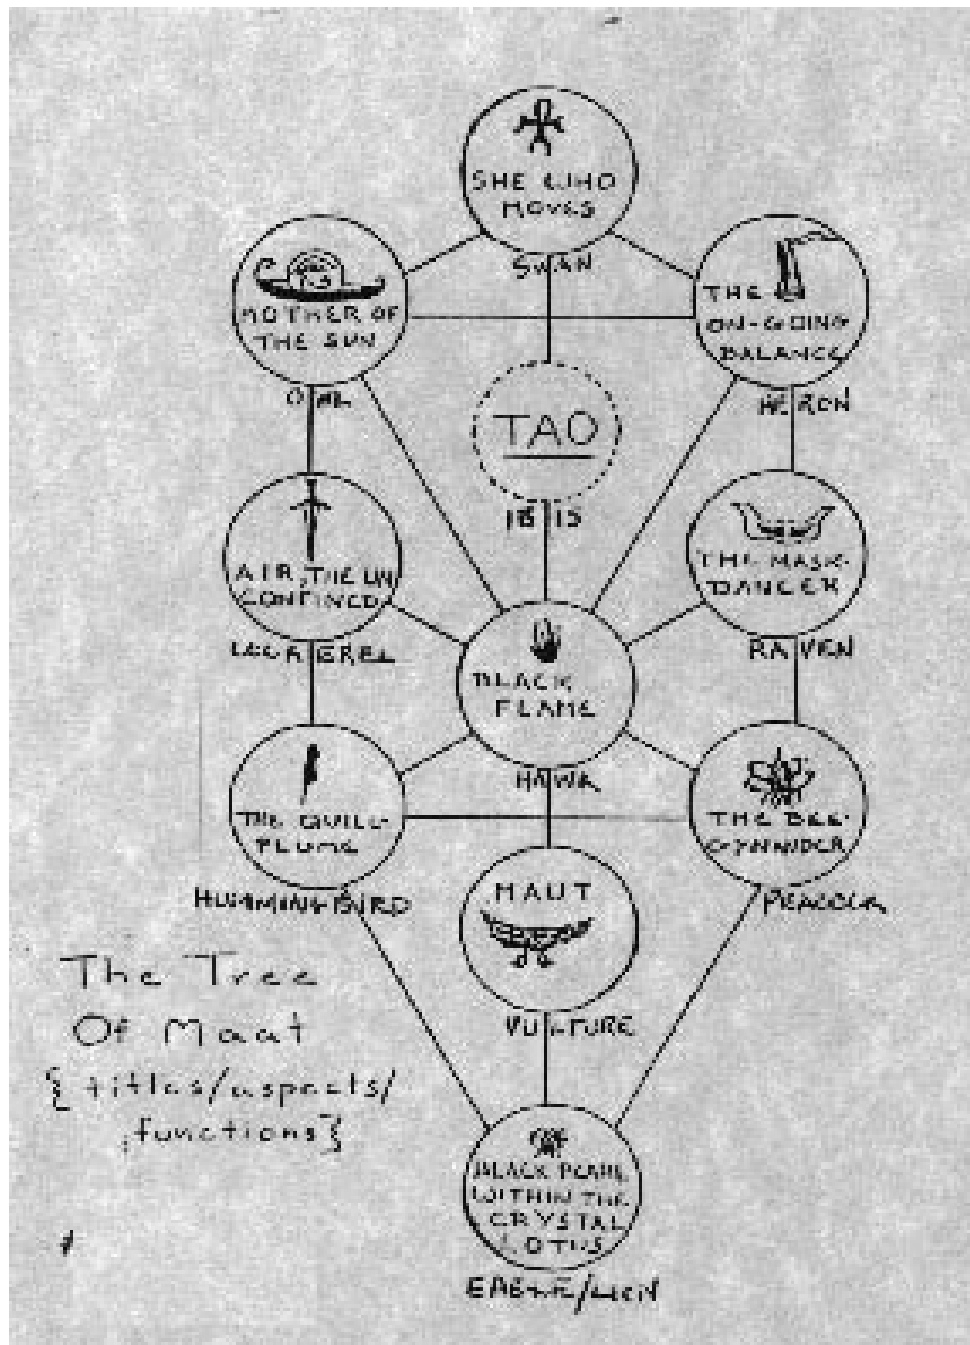 SHE WHO
MOVES
SWAN
MOTHER OF
THE SUN
OWL
THE
ON-GOING
BALANCE
HERON
TAO
IBIS
AIR, THE UN
CONFINED
THE MASK-
DANCER
RAVEN
BLACK
FLAME
HAWK
THE QUILL-
PLUME
HUMMINGBIRD
THE BEE-
GYNANDER
PEACOCK
MAUT
VULTURE
The Tree
Of Maat
{titles/aspects/
functions}
BLACK PEARL
WITHIN THE
CRYSTAL
LOTUS